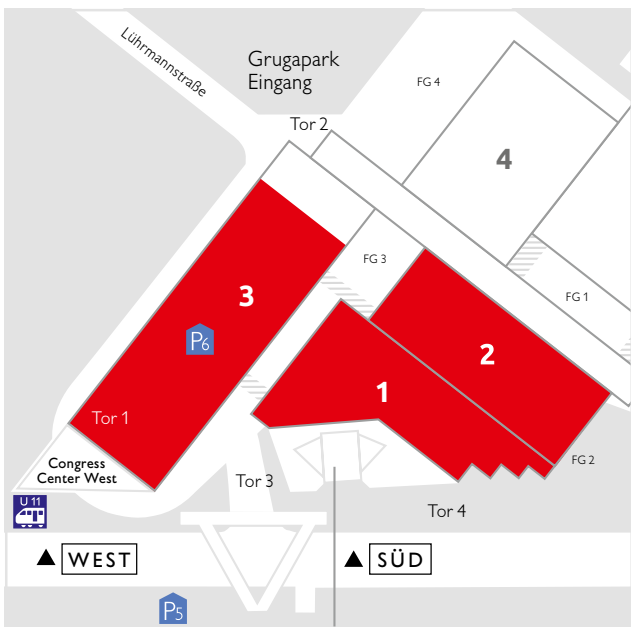 Lührmannstraße
Grugapark
Eingang
FG 4
Tor 2
4
FG 3
3
FG 1
P6
2
1
Tor 1
Congress
Center West
FG 2
U 11
Tor 3
Tor 4
WEST
SÜD
P5